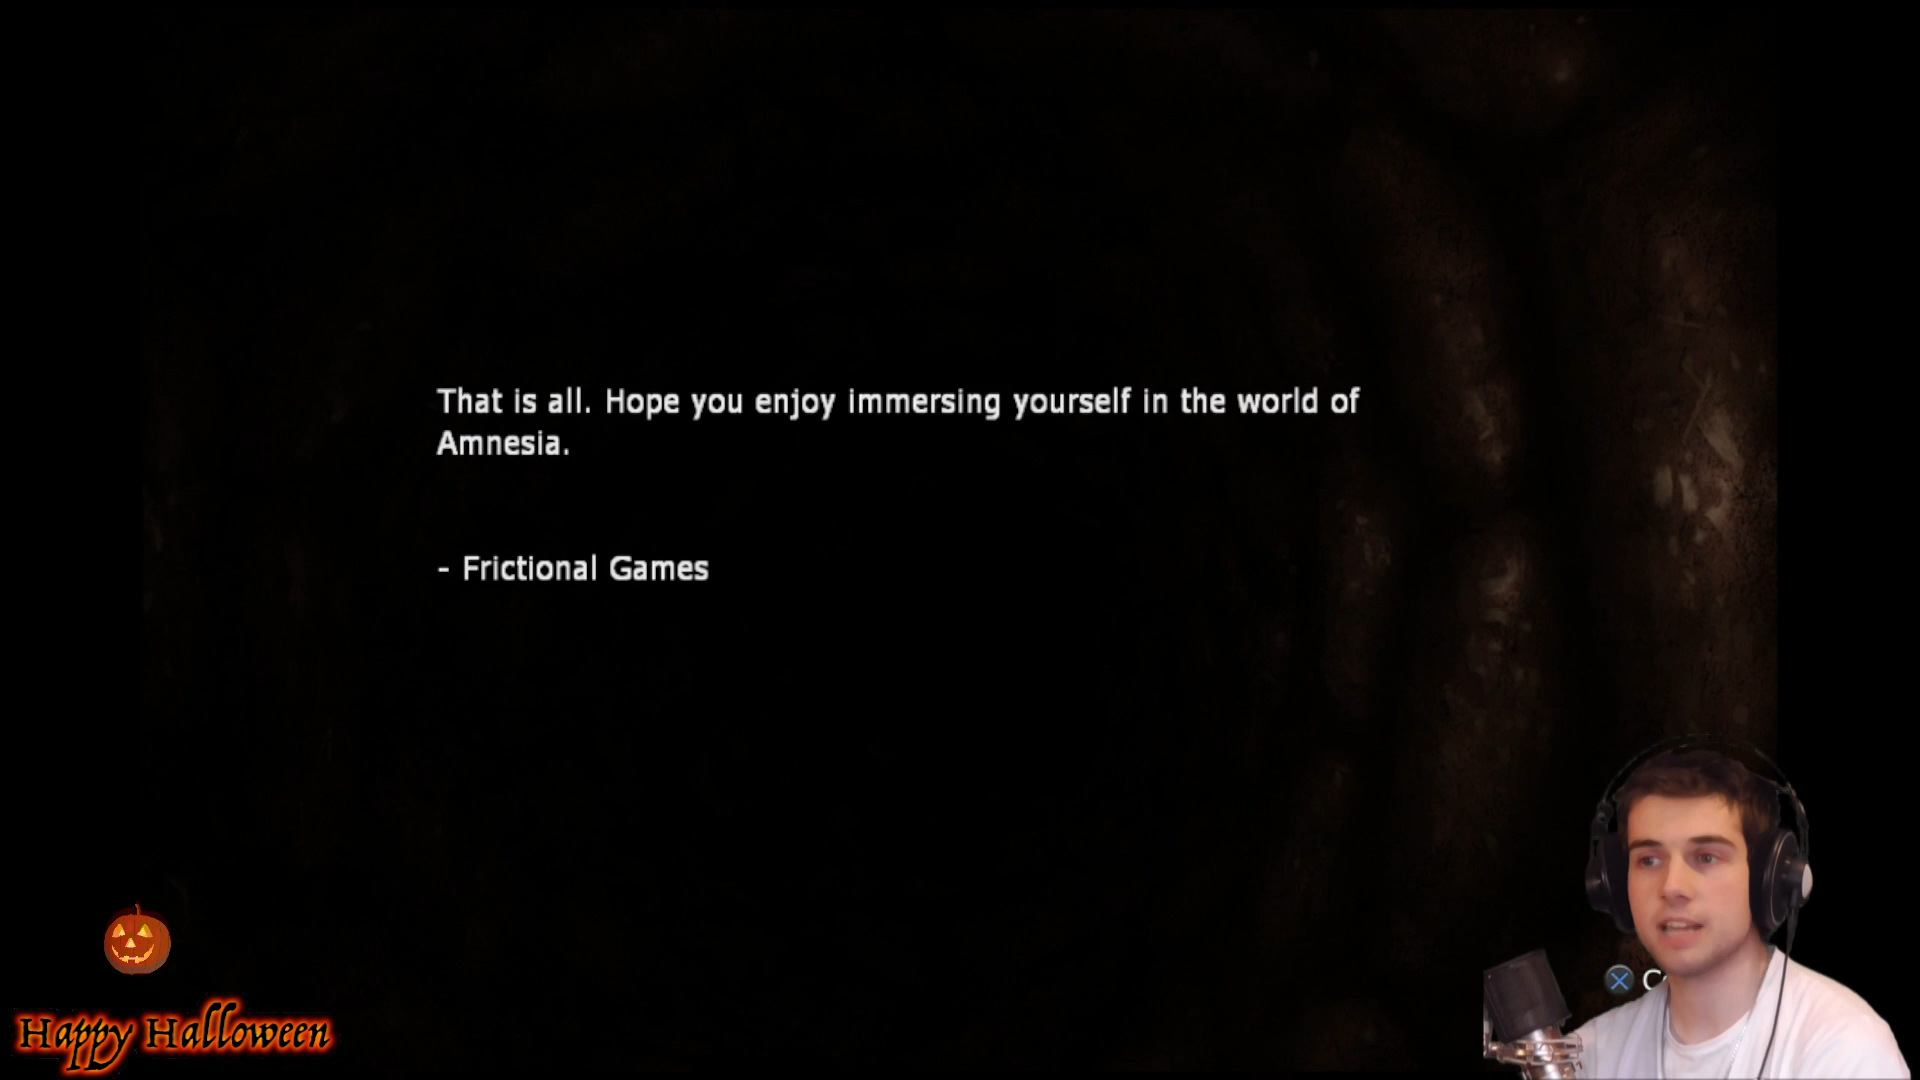 That is all. Hope you enjoy immersing yourself in the world of
Amnesia.
- Frictional Games
Happy Halloween